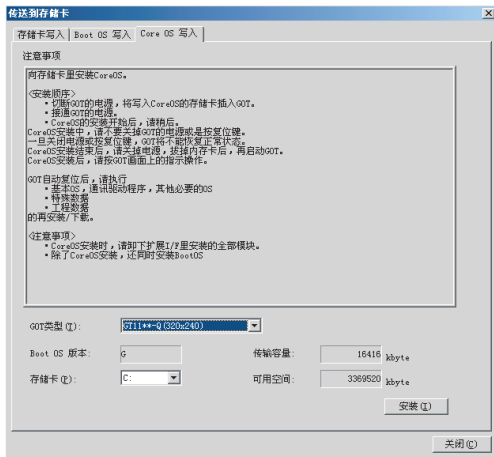 传送到存储卡
存储卡写入 Boot OS 写入 Core OS 写入
注意事项
向存储卡里安装CoreOS。
<安装顺序>
・切断GOT的电源，将写入CoreOS的存储卡插入GOT。
・接通GOT的电源。
・CoreOS的安装开始后，请稍后。
CoreOS安装中，请不要关掉GOT的电源或是按复位键。
一旦关闭电源或按复位键，GOT将不能恢复正常状态。
CoreOS安装结束后，请关掉电源，拔掉内存卡后，再启动GOT。
CoreOS安装后，请按GOT画面上的指示操作。
GOT自动复位后，请执行
・基本OS，通讯驱动程序，其他必要的OS
・特殊数据
・工程数据
的再安装/下载。
<注意事项>
・CoreOS安装时，请卸下扩展I/F里安装的全部模块。
・除了CoreOS安装，还同时安装BootOS
GOT类型(T): GT11**-Q(320x240)
Boot OS 版本: G 传输容量: 16416 kbyte
存储卡(P): C: 可用空间: 3369520 kbyte
安装(I)
关闭(C)